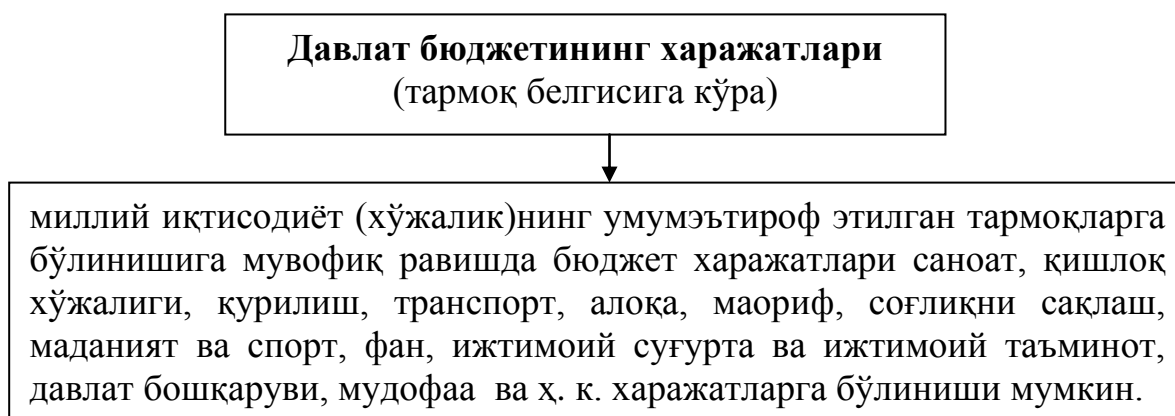 Давлат бюджетининг харажатлари
(тармоқ белгисига кўра)
миллий иқтисодиёт (хўжалик)нинг умумэътироф этилган тармоқларга
бўлинишига мувофиқ равишда бюджет харажатлари саноат, қишлоқ
хўжалиги, қурилиш, транспорт, алоқа, маориф, соғлиқни сақлаш,
маданият ва спорт, фан, ижтимоий суғурта ва ижтимоий таъминот,
давлат бошқаруви, мудофаа ва ҳ. к. харажатларга бўлиниши мумкин.